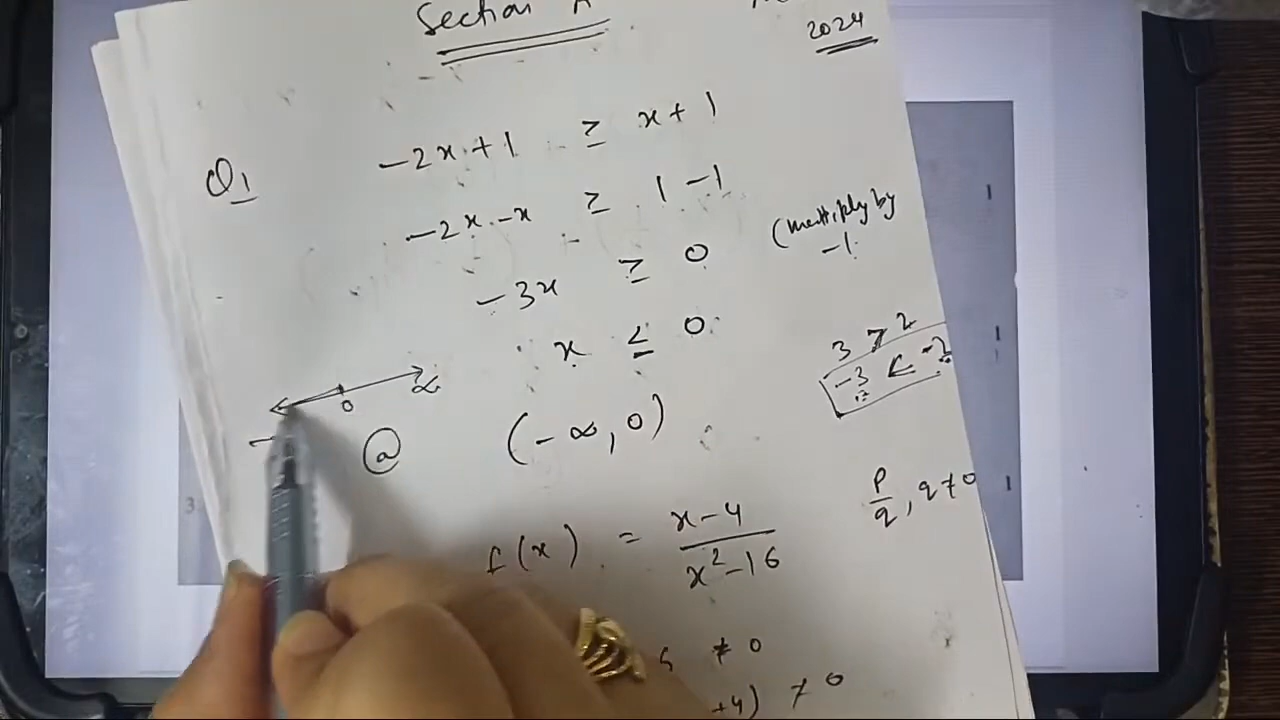 Section A
2024
Q1
-2x+1 ≥ x+1
-2x-x ≥ 1-1
-3x ≥ 0 (multiply by -1.
x ≤ 0
3 > 2
-3 < -2
0 ∞
(a) (-∞, 0)
f(x) = x-4 / x²-16
p/q, q≠0
≠ 0
+4) ≠ 0